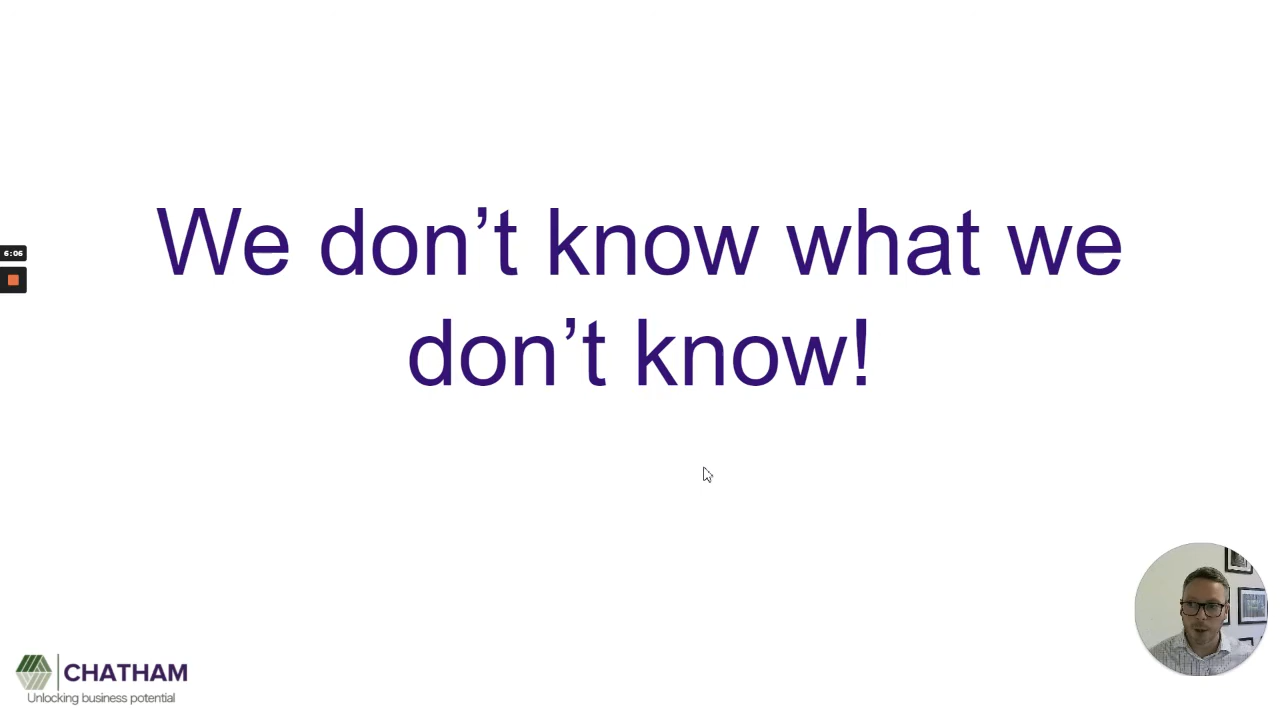 We don’t know what we
don’t know!
6:06
CHATHAM
Unlocking business potential